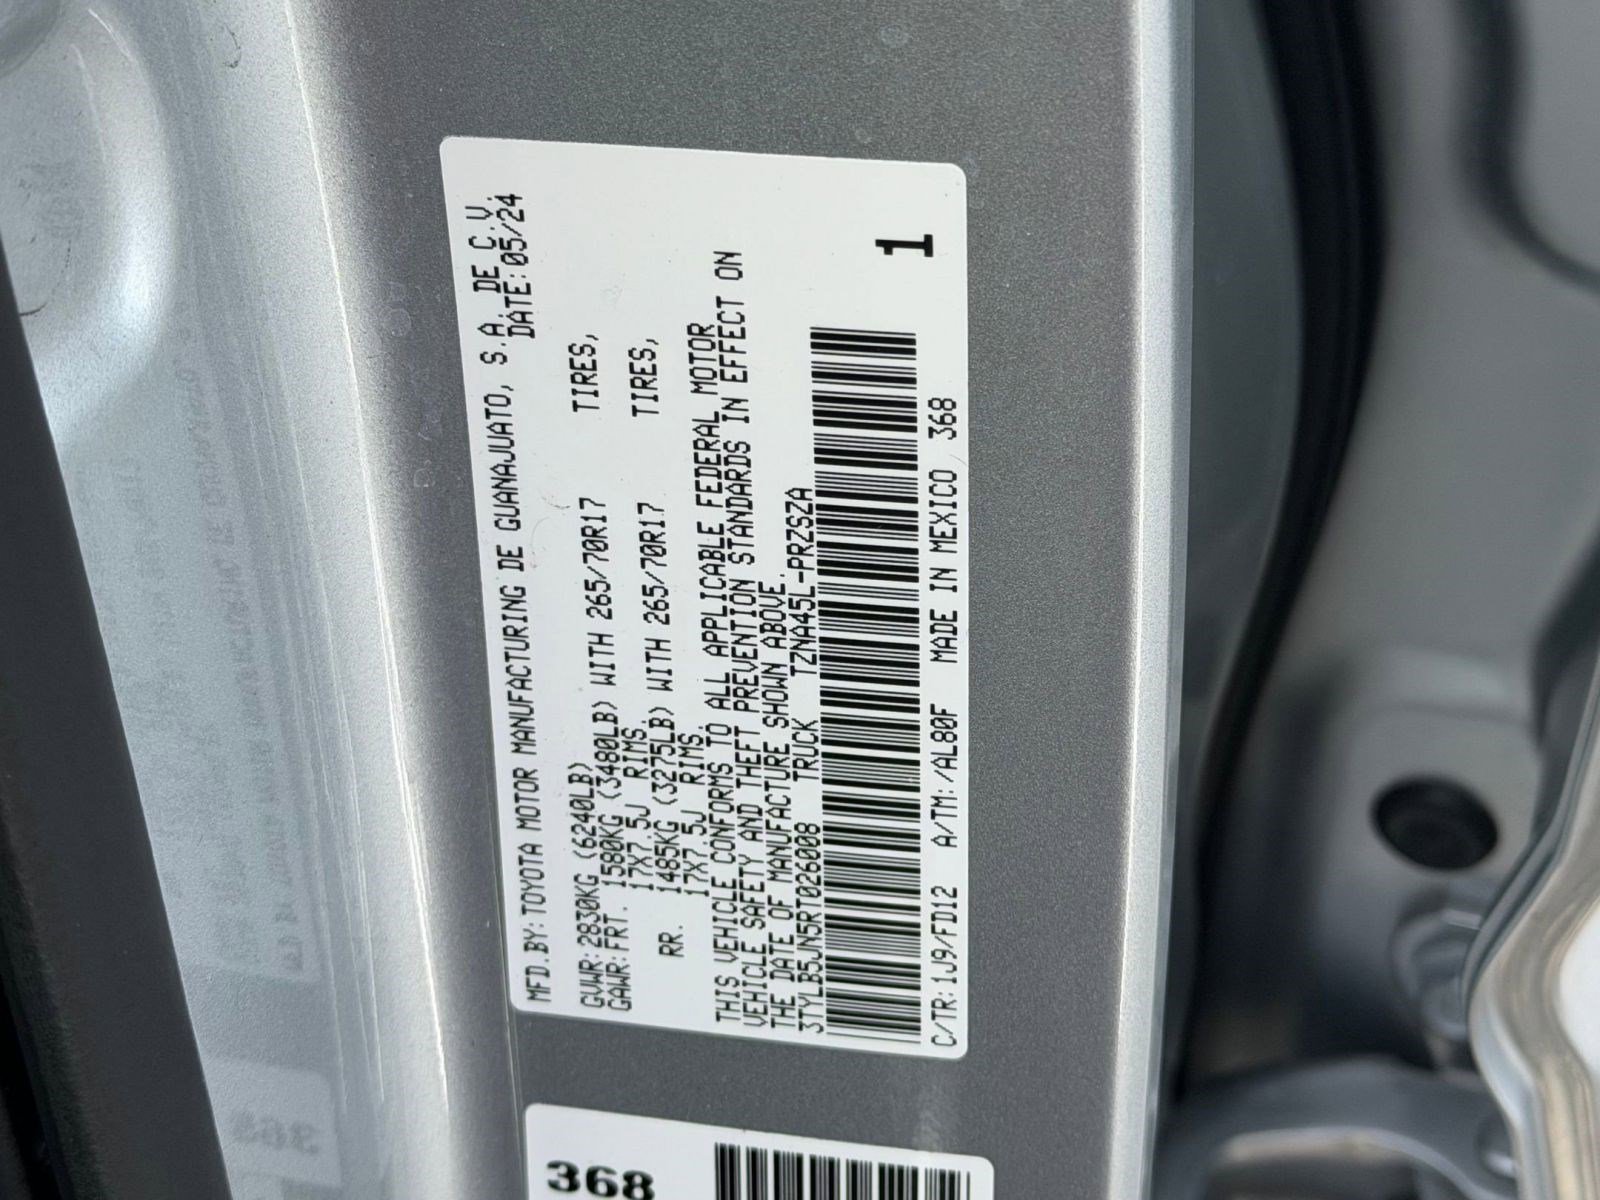 MFD.BY:TOYOTA MOTOR MANUFACTURING DE GUANAJUATO, S.A. DE C.V.
DATE:05/24
GVWR:2830KG (6240LB)
GAWR:FRT. 1580KG (3480LB) WITH 265/70R17 TIRES,
17X7.5J RIMS.
RR. 1485KG (3275LB) WITH 265/70R17 TIRES,
17X7.5J RIMS.
THIS VEHICLE CONFORMS TO ALL APPLICABLE FEDERAL MOTOR
VEHICLE SAFETY AND THEFT PREVENTION STANDARDS IN EFFECT ON
THE DATE OF MANUFACTURE SHOWN ABOVE.
3TYLB5JN5RT026008 TRUCK TZNA45L-PRZSZA
C/TR:1J9/FD12 A/TM:/AL80F MADE IN MEXICO 368
1
368